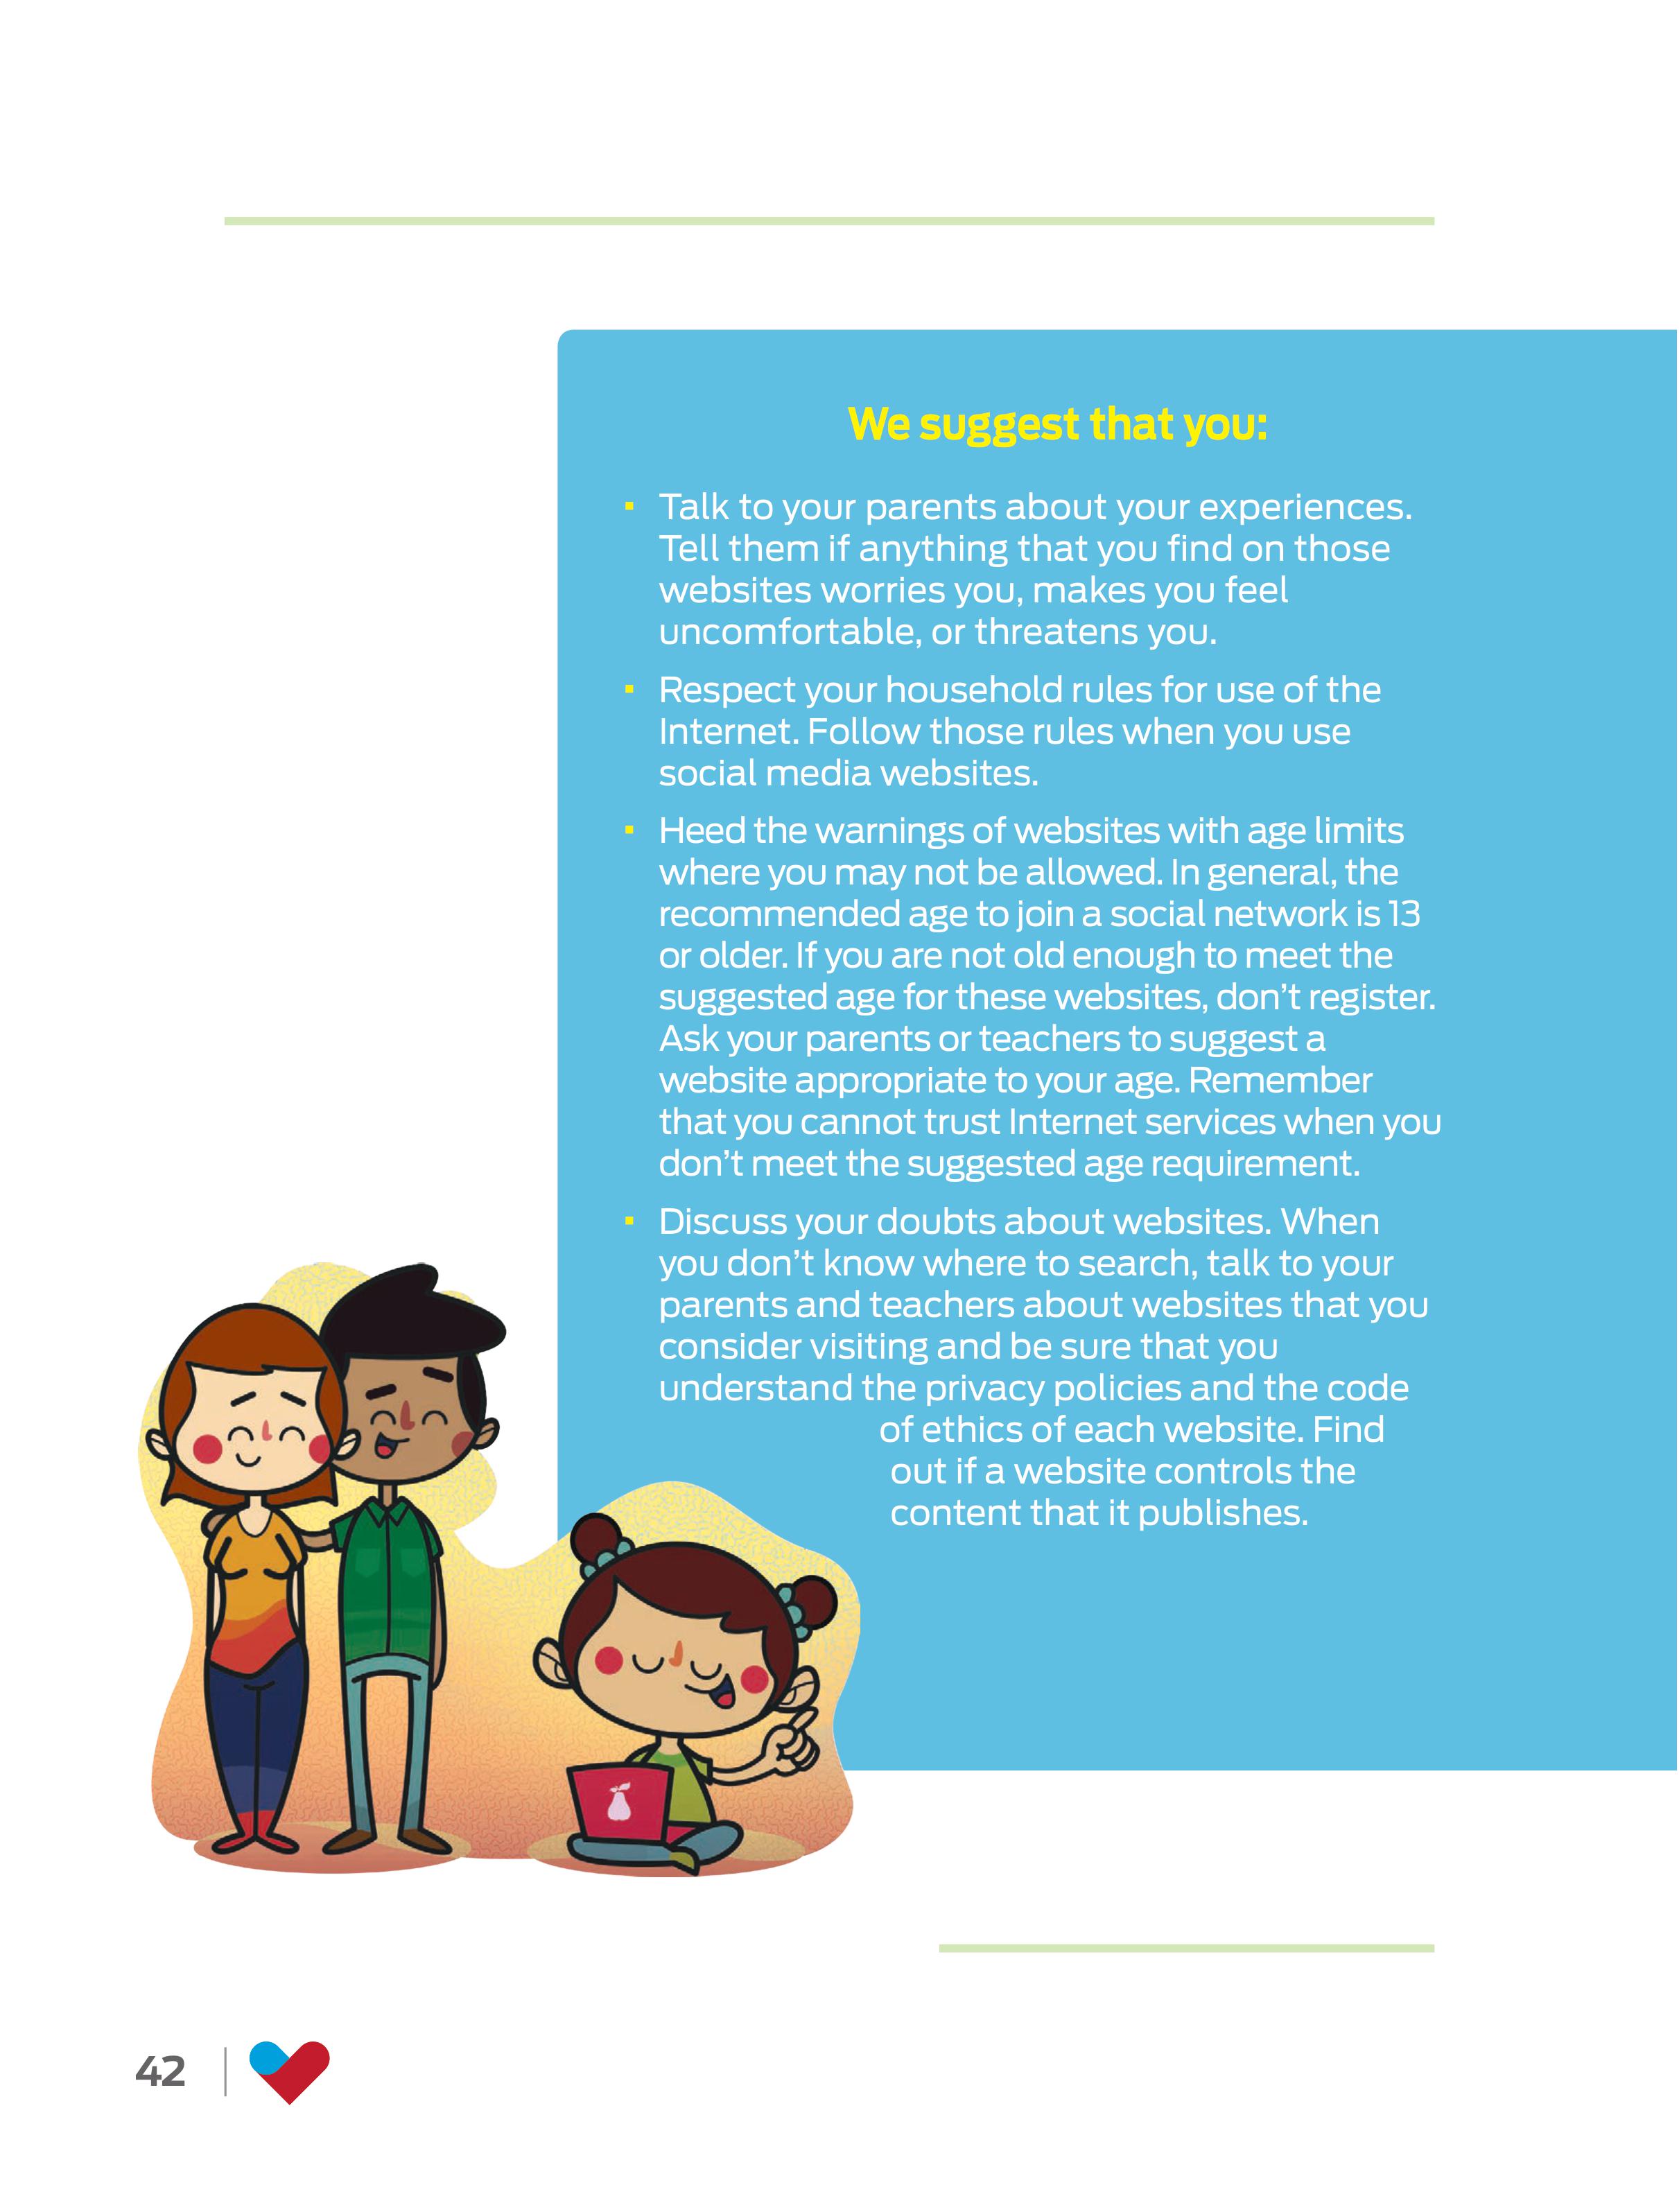 We suggest that you:
▪ Talk to your parents about your experiences.
Tell them if anything that you find on those
websites worries you, makes you feel
uncomfortable, or threatens you.
▪ Respect your household rules for use of the
Internet. Follow those rules when you use
social media websites.
▪ Heed the warnings of websites with age limits
where you may not be allowed. In general, the
recommended age to join a social network is 13
or older. If you are not old enough to meet the
suggested age for these websites, don’t register.
Ask your parents or teachers to suggest a
website appropriate to your age. Remember
that you cannot trust Internet services when you
don’t meet the suggested age requirement.
▪ Discuss your doubts about websites. When
you don’t know where to search, talk to your
parents and teachers about websites that you
consider visiting and be sure that you
understand the privacy policies and the code
of ethics of each website. Find
out if a website controls the
content that it publishes.
42